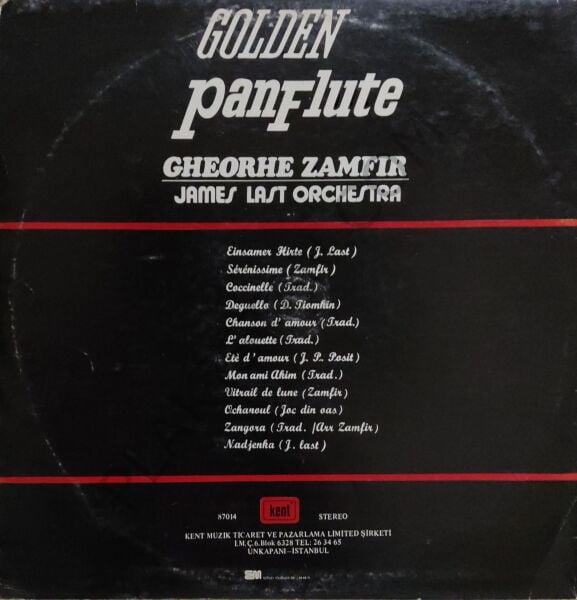 GOLDEN
panFlute
GHEORHE ZAMFIR
JAMES LAST ORCHESTRA
Einsamer Hirte ( J. Last )
Sérénissime ( Zamfir )
Coccinelle ( Trad. )
Deguello ( D. Tiomkin )
Chanson d' amour ( Trad.)
L' alouette ( Trad.)
Etè d' amour ( J. P. Posit )
Mon ami Akim ( Trad. )
Vitrail de lune ( Zamfir )
Ochanoul ( Joc din oas )
Zangora ( Trad. /Arr Zamfir )
Nadjenka ( J. last )
87014 kent STEREO
KENT MÜZİK TİCARET VE PAZARLAMA LİMİTED ŞİRKETİ
İ.M.Ç.6.Blok 6328 TEL: 26 34 65
UNKAPANI–İSTANBUL